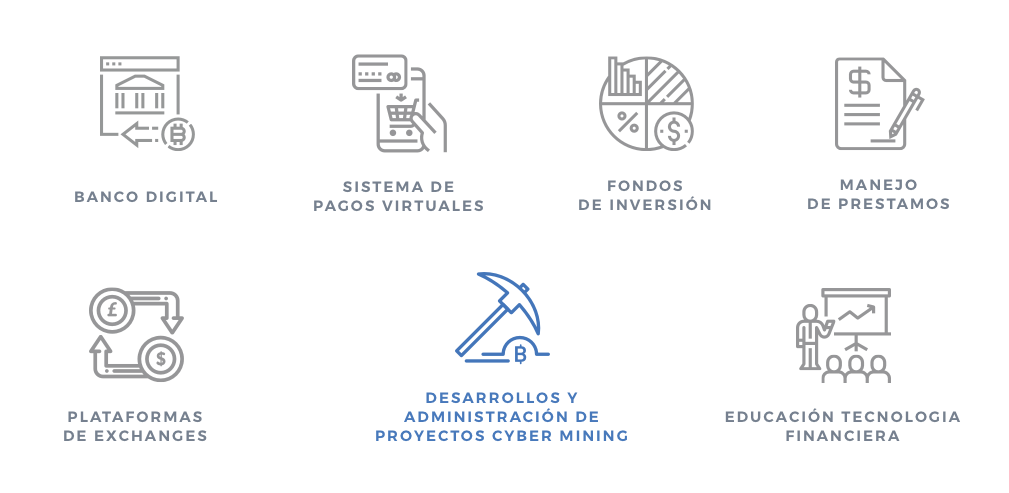 BANCO DIGITAL
SISTEMA DE
PAGOS VIRTUALES
FONDOS
DE INVERSIÓN
MANEJO
DE PRESTAMOS
PLATAFORMAS
DE EXCHANGES
DESARROLLOS Y
ADMINISTRACIÓN DE
PROYECTOS CYBER MINING
EDUCACIÓN TECNOLOGIA
FINANCIERA